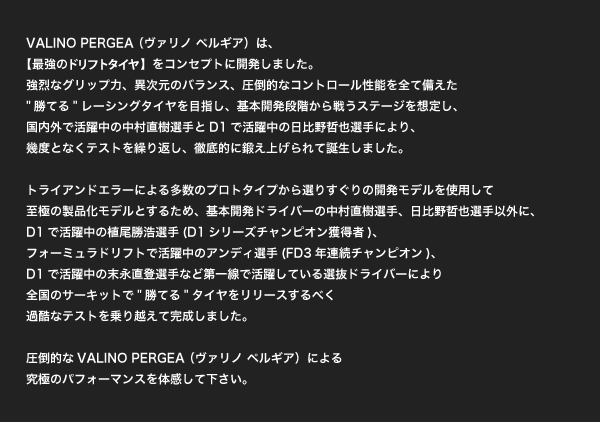 VALINO PERGEA（ヴァリノ ペルギア）は、
【最強のドリフトタイヤ】をコンセプトに開発しました。
強烈なグリップ力、異次元のバランス、圧倒的なコントロール性能を全て備えた
"勝てる"レーシングタイヤを目指し、基本開発段階から戦うステージを想定し、
国内外で活躍中の中村直樹選手とD1で活躍中の日比野哲也選手により、
幾度となくテストを繰り返し、徹底的に鍛え上げられて誕生しました。
トライアンドエラーによる多数のプロトタイプから選りすぐりの開発モデルを使用して
至極の製品化モデルとするため、基本開発ドライバーの中村直樹選手、日比野哲也選手以外に、
D1で活躍中の植尾勝浩選手(D1シリーズチャンピオン獲得者)、
フォーミュラドリフトで活躍中のアンディ選手(FD3年連続チャンピオン)、
D1で活躍中の末永直登選手など第一線で活躍している選抜ドライバーにより
全国のサーキットで"勝てる"タイヤをリリースするべく
過酷なテストを乗り越えて完成しました。
圧倒的なVALINO PERGEA（ヴァリノ ペルギア）による
究極のパフォーマンスを体感して下さい。